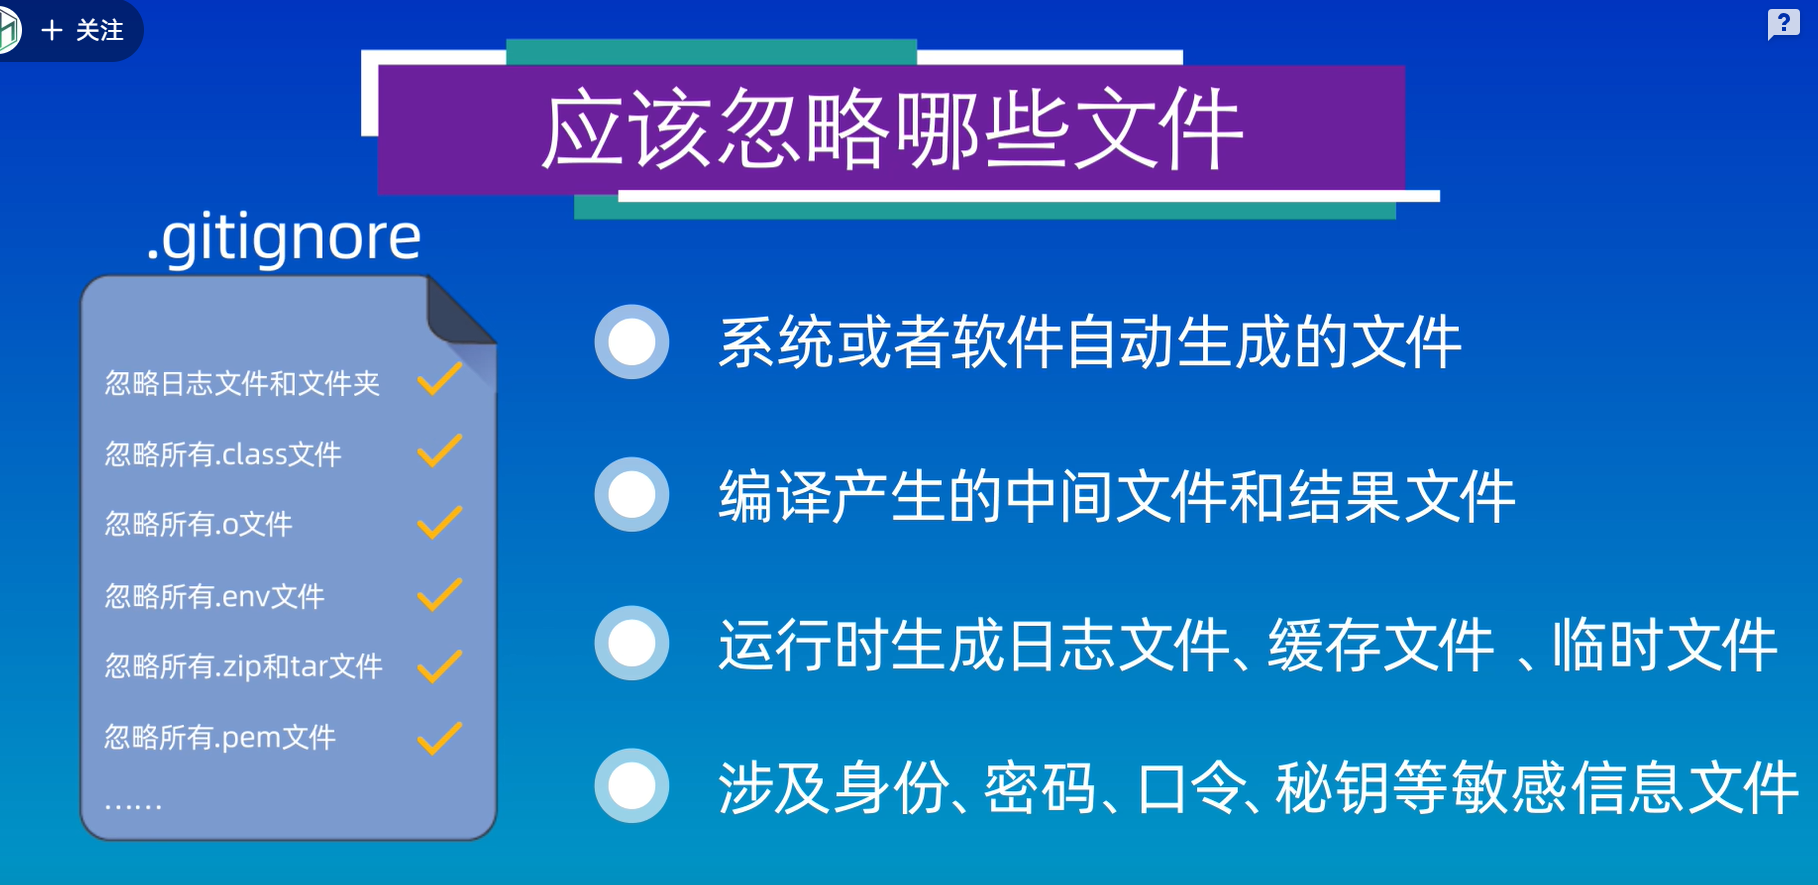 + 关注
?
应该忽略哪些文件
.gitignore
忽略日志文件和文件夹
忽略所有.class文件
忽略所有.o文件
忽略所有.env文件
忽略所有.zip和tar文件
忽略所有.pem文件
......
系统或者软件自动生成的文件
编译产生的中间文件和结果文件
运行时生成日志文件、缓存文件 、临时文件
涉及身份、密码、口令、秘钥等敏感信息文件